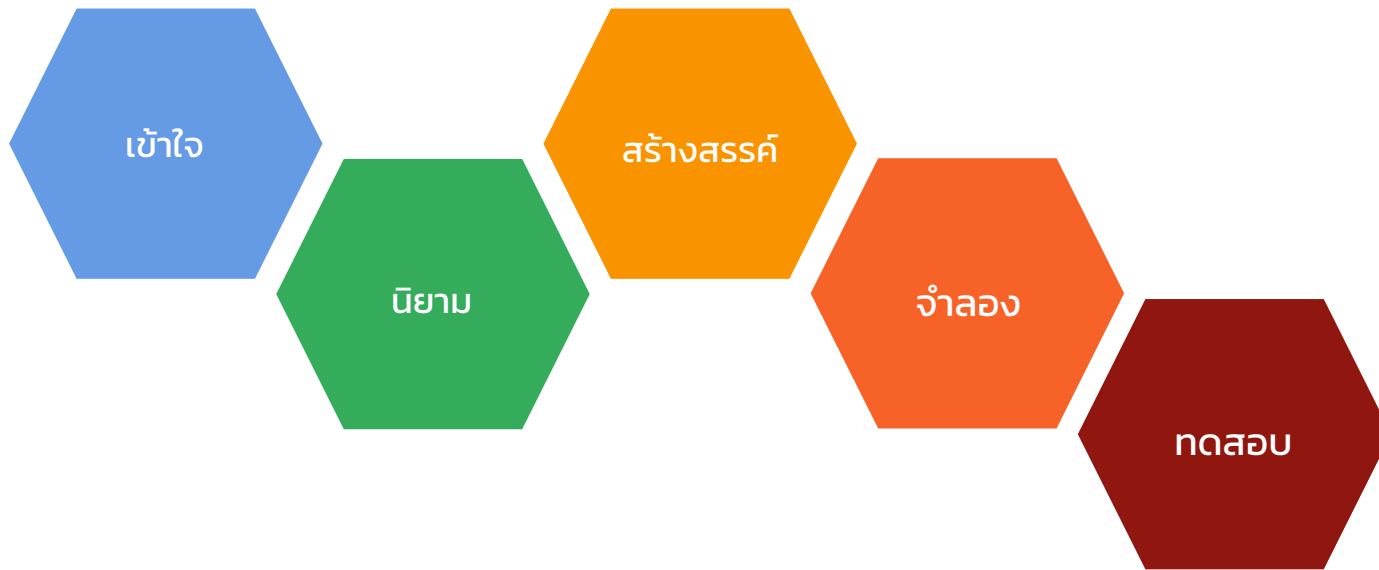 เข้าใจ
นิยาม
สร้างสรรค์
จำลอง
ทดสอบ